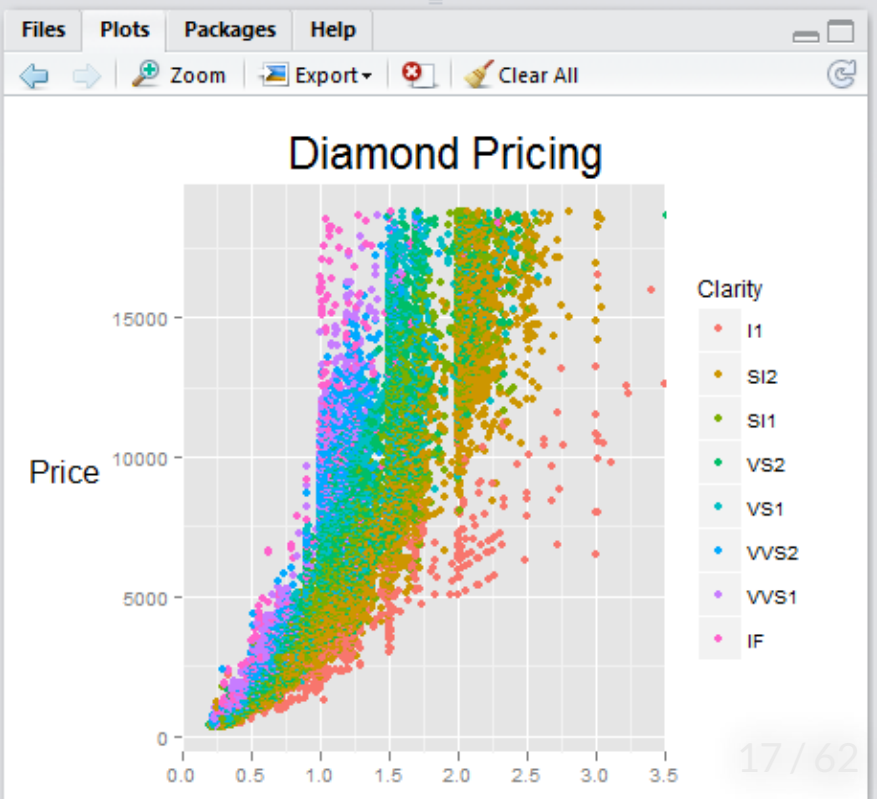 Files Plots Packages Help
Zoom Export Clear All
Diamond Pricing
Price
15000
10000
5000
0
0.0 0.5 1.0 1.5 2.0 2.5 3.0 3.5
Clarity
I1
SI2
SI1
VS2
VS1
VVS2
VVS1
IF
17 / 62